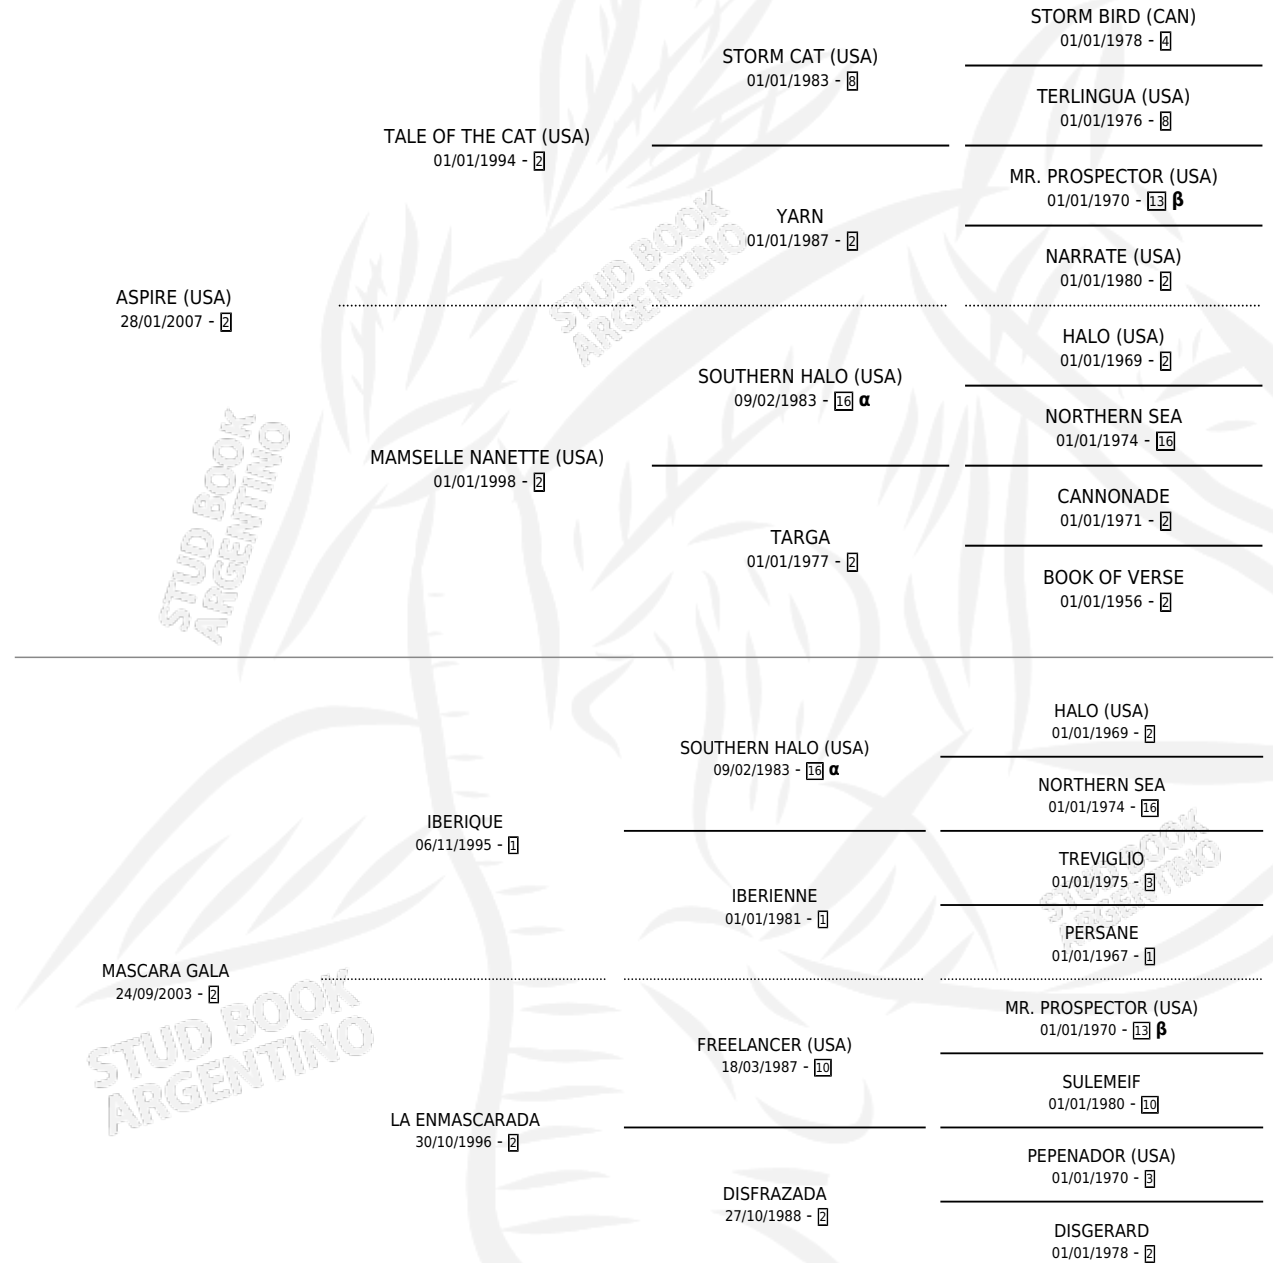 STORM BIRD (CAN)
01/01/1978 - 4
STORM CAT (USA)
01/01/1983 - 8
TERLINGUA (USA)
01/01/1976 - 8
TALE OF THE CAT (USA)
01/01/1994 - 2
MR. PROSPECTOR (USA)
01/01/1970 - 13 β
YARN
01/01/1987 - 2
NARRATE (USA)
01/01/1980 - 2
ASPIRE (USA)
28/01/2007 - 2
HALO (USA)
01/01/1969 - 2
SOUTHERN HALO (USA)
09/02/1983 - 16 α
NORTHERN SEA
01/01/1974 - 16
MAMSELLE NANETTE (USA)
01/01/1998 - 2
CANNONADE
01/01/1971 - 2
TARGA
01/01/1977 - 2
BOOK OF VERSE
01/01/1956 - 2
HALO (USA)
01/01/1969 - 2
SOUTHERN HALO (USA)
09/02/1983 - 16 α
NORTHERN SEA
01/01/1974 - 16
IBERIQUE
06/11/1995 - 1
TREVIGLIO
01/01/1975 - 3
IBERIENNE
01/01/1981 - 1
PERSANE
01/01/1967 - 1
MASCARA GALA
24/09/2003 - 2
MR. PROSPECTOR (USA)
01/01/1970 - 13 β
FREELANCER (USA)
18/03/1987 - 10
SULEMEIF
01/01/1980 - 10
LA ENMASCARADA
30/10/1996 - 2
PEPENADOR (USA)
01/01/1970 - 3
DISFRAZADA
27/10/1988 - 2
DISGERARD
01/01/1978 - 2
STUD BOOK
ARGENTINO
STUD BOOK
ARGENTINO
STUD BOOK
ARGENTINO
STUD BOOK
ARGENTINO